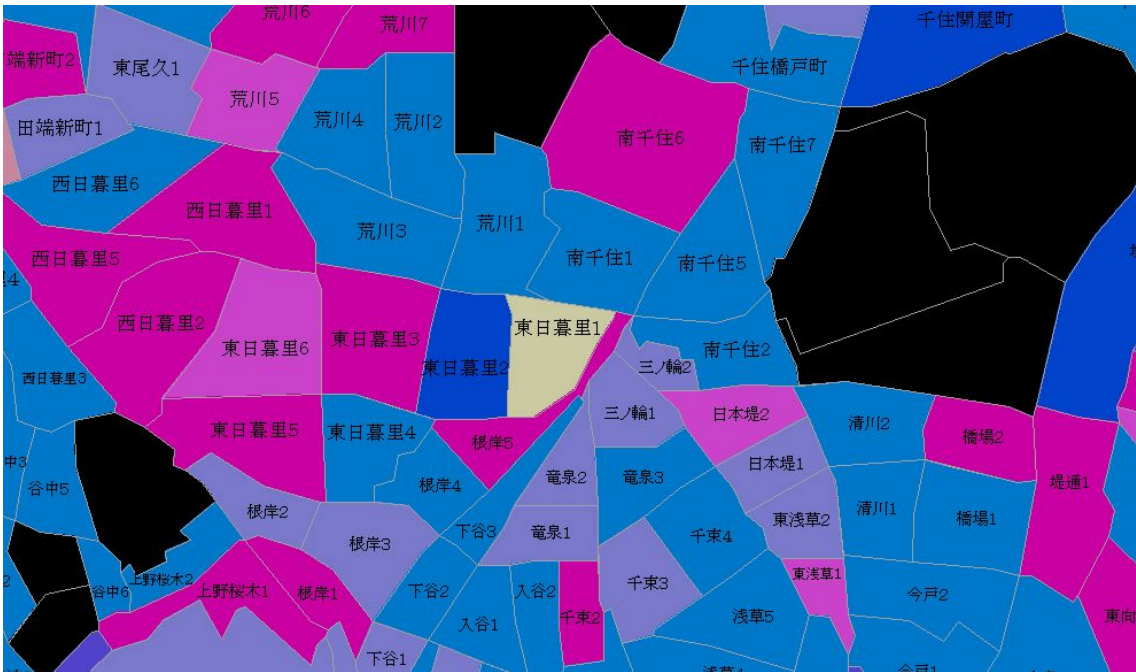 荒川6
荒川7
千住関屋町
端新町2
東尾久1
千住橋戸町
荒川5
荒川4
荒川2
田端新町1
南千住6
南千住7
西日暮里6
西日暮里1
荒川3
荒川1
西日暮里5
南千住1
南千住5
4
西日暮里2
東日暮里1
東日暮里6
東日暮里3
東日暮里2
南千住2
三ノ輪2
西日暮里3
東日暮里5
東日暮里4
根岸5
三ノ輪1
日本堤2
清川2
橋場2
中3
谷中5
根岸4
竜泉2
竜泉3
日本堤1
堤通1
根岸2
清川1
橋場1
東浅草2
下谷3
竜泉1
千束4
根岸3
2
谷中6
上野桜木2
上野桜木1
根岸1
下谷2
入谷2
千束3
東浅草1
今戸2
入谷1
千束2
浅草5
東向
下谷1
浅草4
今戸1